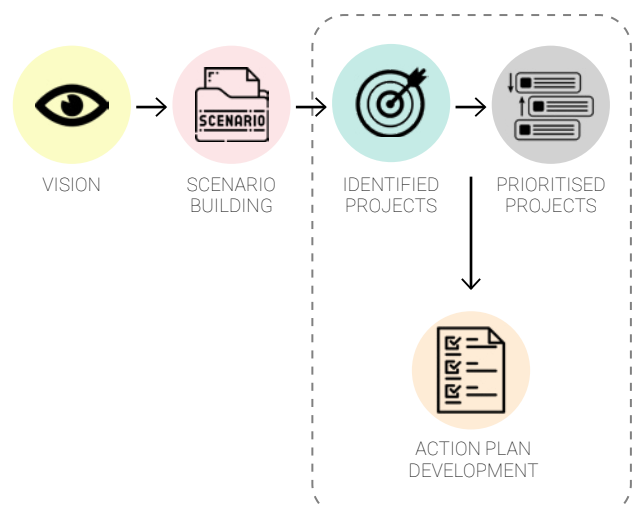 SCENARIO
VISION
SCENARIO
BUILDING
IDENTIFIED
PROJECTS
PRIORITISED
PROJECTS
ACTION PLAN
DEVELOPMENT